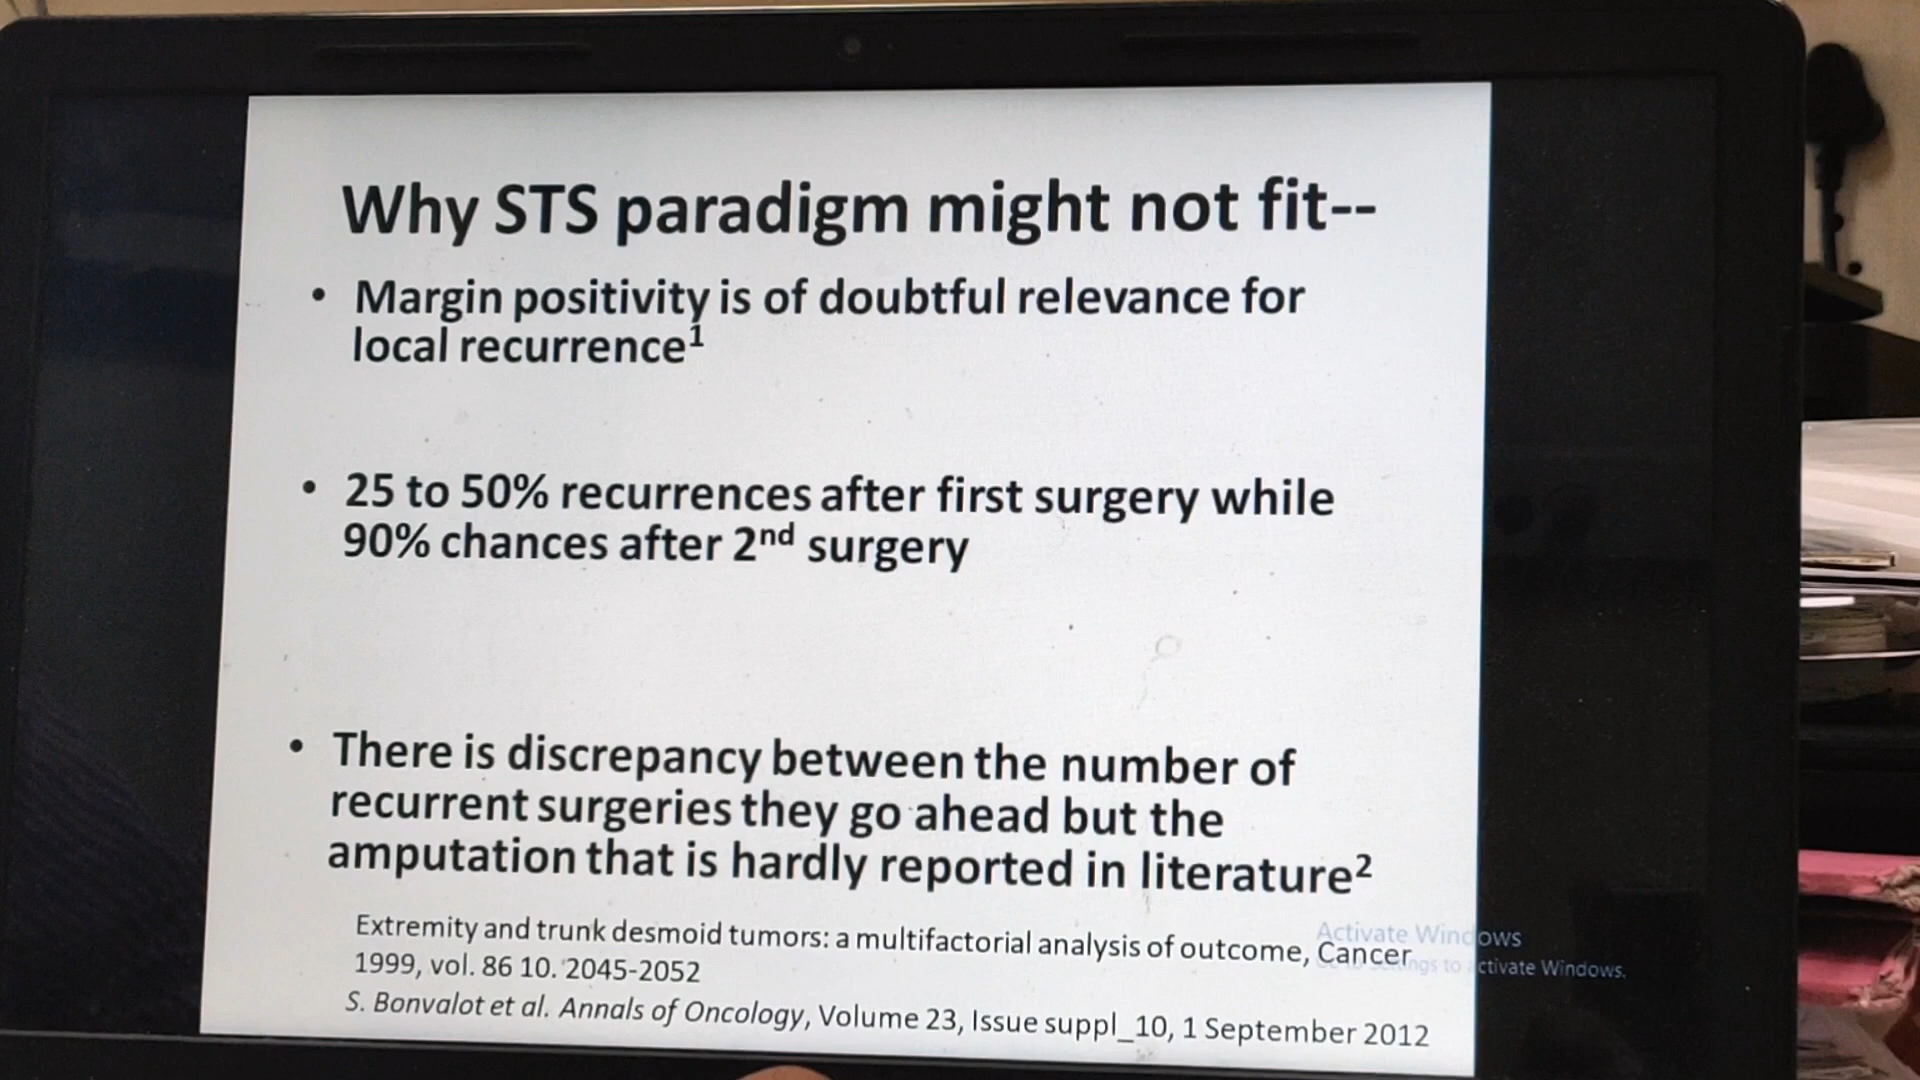 Why STS paradigm might not fit--
• Margin positivity is of doubtful relevance for
local recurrence¹
• 25 to 50% recurrences after first surgery while
90% chances after 2nd surgery
• There is discrepancy between the number of
recurrent surgeries they go ahead but the
amputation that is hardly reported in literature²
Extremity and trunk desmoid tumors: a multifactorial analysis of outcome, Cancer
1999, vol. 86 10. 2045-2052
S. Bonvalot et al. Annals of Oncology, Volume 23, Issue suppl_10, 1 September 2012
Activate Windows
to activate Windows.